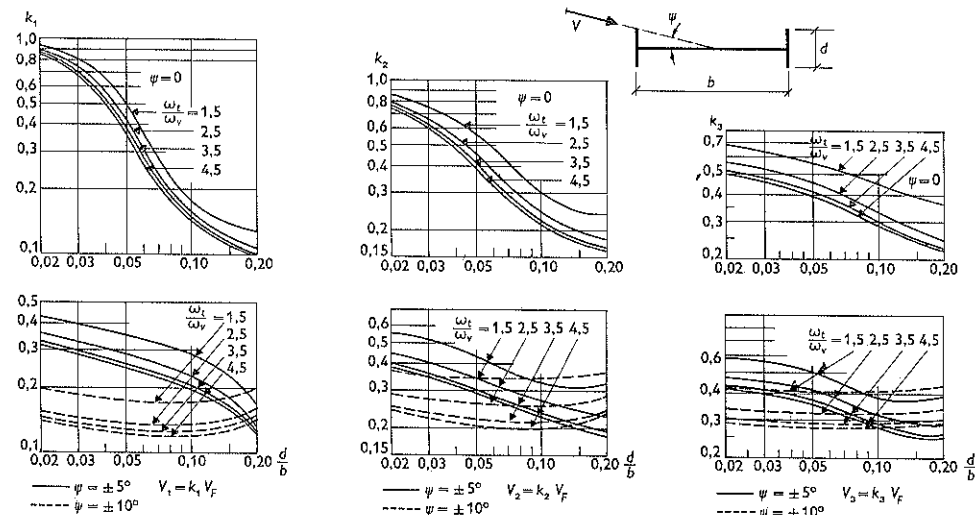 V
ψ
d
b
k₁
1,0
0,8
0,6
0,5
0,4
0,3
0,2
0,1
ψ=0
ωt/ωv = 1,5
2,5
3,5
4,5
0,02 0,03 0,05 0,10 0,20
k₂
1,0
0,8
0,6
0,5
0,4
0,3
0,2
0,15
ψ=0
ωt/ωv = 1,5
2,5
3,5
4,5
0,02 0,03 0,05 0,10 0,20
k₃
0,7
0,5
0,4
0,3
0,2
ωt/ωv = 1,5 2,5 3,5 4,5
ψ=0
0,02 0,03 0,05 0,10 0,20
0,5
0,4
0,3
0,2
0,1
ωt/ωv = 1,5
2,5
3,5
4,5
0,02 0,03 0,05 0,10 0,20 d/b
ψ = ± 5°
ψ = ± 10°
V₁ = k₁ V_F
0,6
0,5
0,4
0,3
0,2
0,15
ωt/ωv = 1,5 2,5 3,5 4,5
0,02 0,03 0,05 0,10 0,20 d/b
ψ = ± 5°
ψ = ± 10°
V₂ = k₂ V_F
0,6
0,4
0,3
0,2
ωt/ωv = 1,5 2,5 3,5 4,5
0,02 0,03 0,05 0,10 0,20 d/b
ψ = ± 5°
ψ = ± 10°
V₃ = k₃ V_F